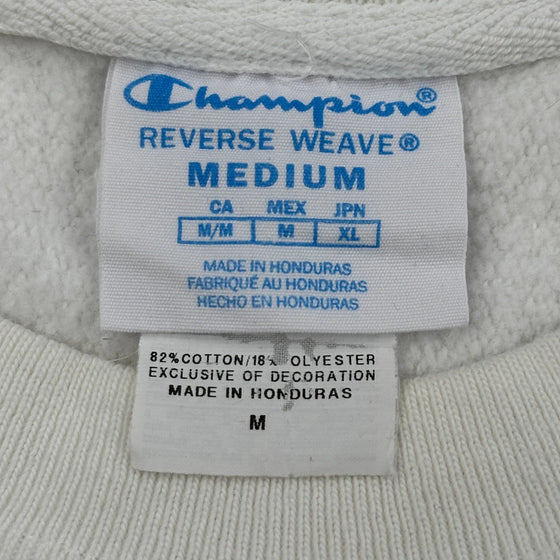 Champion®
REVERSE WEAVE®
MEDIUM
CA MEX JPN
M/M M XL
MADE IN HONDURAS
FABRIQUÉ AU HONDURAS
HECHO EN HONDURAS
82%COTTON/18% OLYESTER
EXCLUSIVE OF DECORATION
MADE IN HONDURAS
M